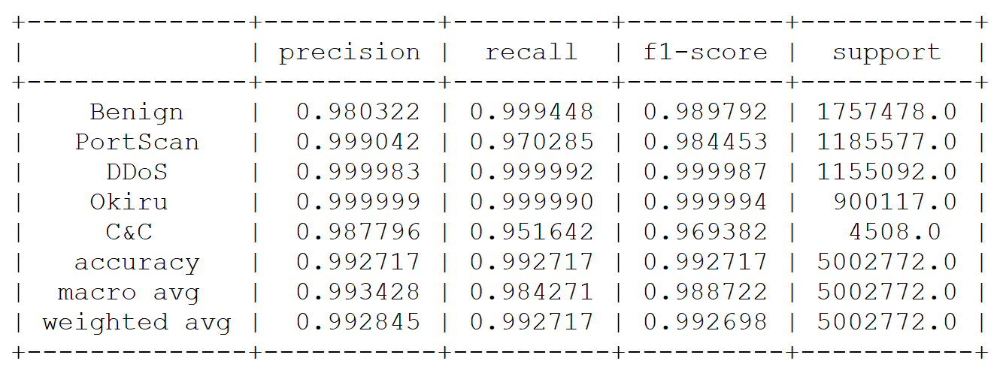 +--------------+-----------+----------+----------+-----------+
|              | precision |  recall  | f1-score |  support  |
+--------------+-----------+----------+----------+-----------+
|    Benign    |  0.980322 | 0.999448 | 0.989792 | 1757478.0 |
|   PortScan   |  0.999042 | 0.970285 | 0.984453 | 1185577.0 |
|     DDoS     |  0.999983 | 0.999992 | 0.999987 | 1155092.0 |
|    Okiru     |  0.999999 | 0.999990 | 0.999994 |  900117.0 |
|     C&C      |  0.987796 | 0.951642 | 0.969382 |   4508.0  |
|   accuracy   |  0.992717 | 0.992717 | 0.992717 | 5002772.0 |
|  macro avg   |  0.993428 | 0.984271 | 0.988722 | 5002772.0 |
| weighted avg |  0.992845 | 0.992717 | 0.992698 | 5002772.0 |
+--------------+-----------+----------+----------+-----------+